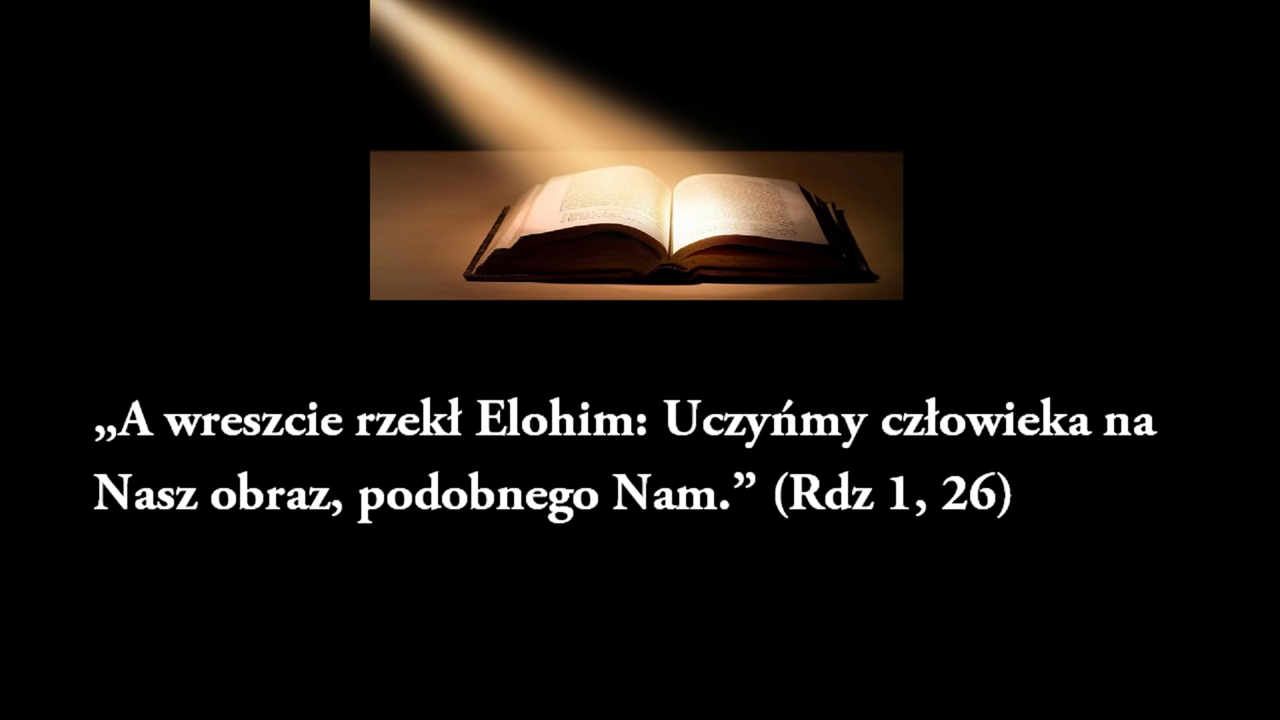 „A wreszcie rzekł Elohim: Uczyńmy człowieka na
Nasz obraz, podobnego Nam.” (Rdz 1, 26)